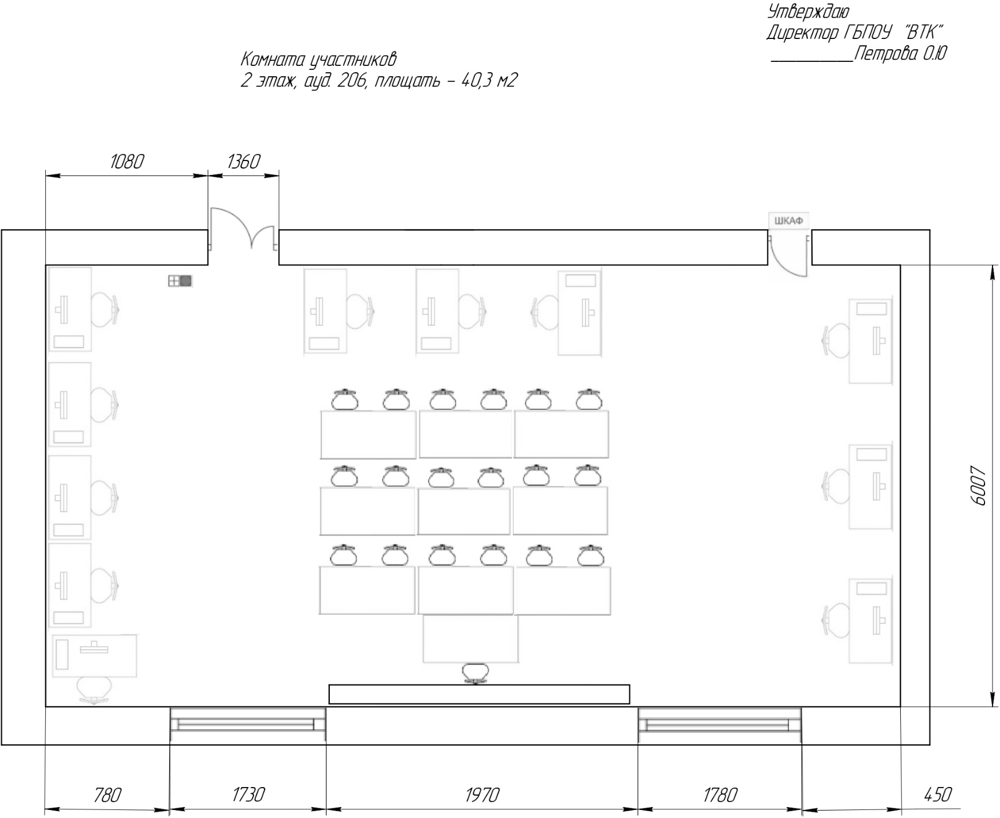 Утверждаю
Директор ГБПОУ "ВТК"
__________Петрова О.Ю
Комната участников
2 этаж, ауд. 206, площать – 40,3 м2
1080
1360
ШКАФ
6007
780
1730
1970
1780
450